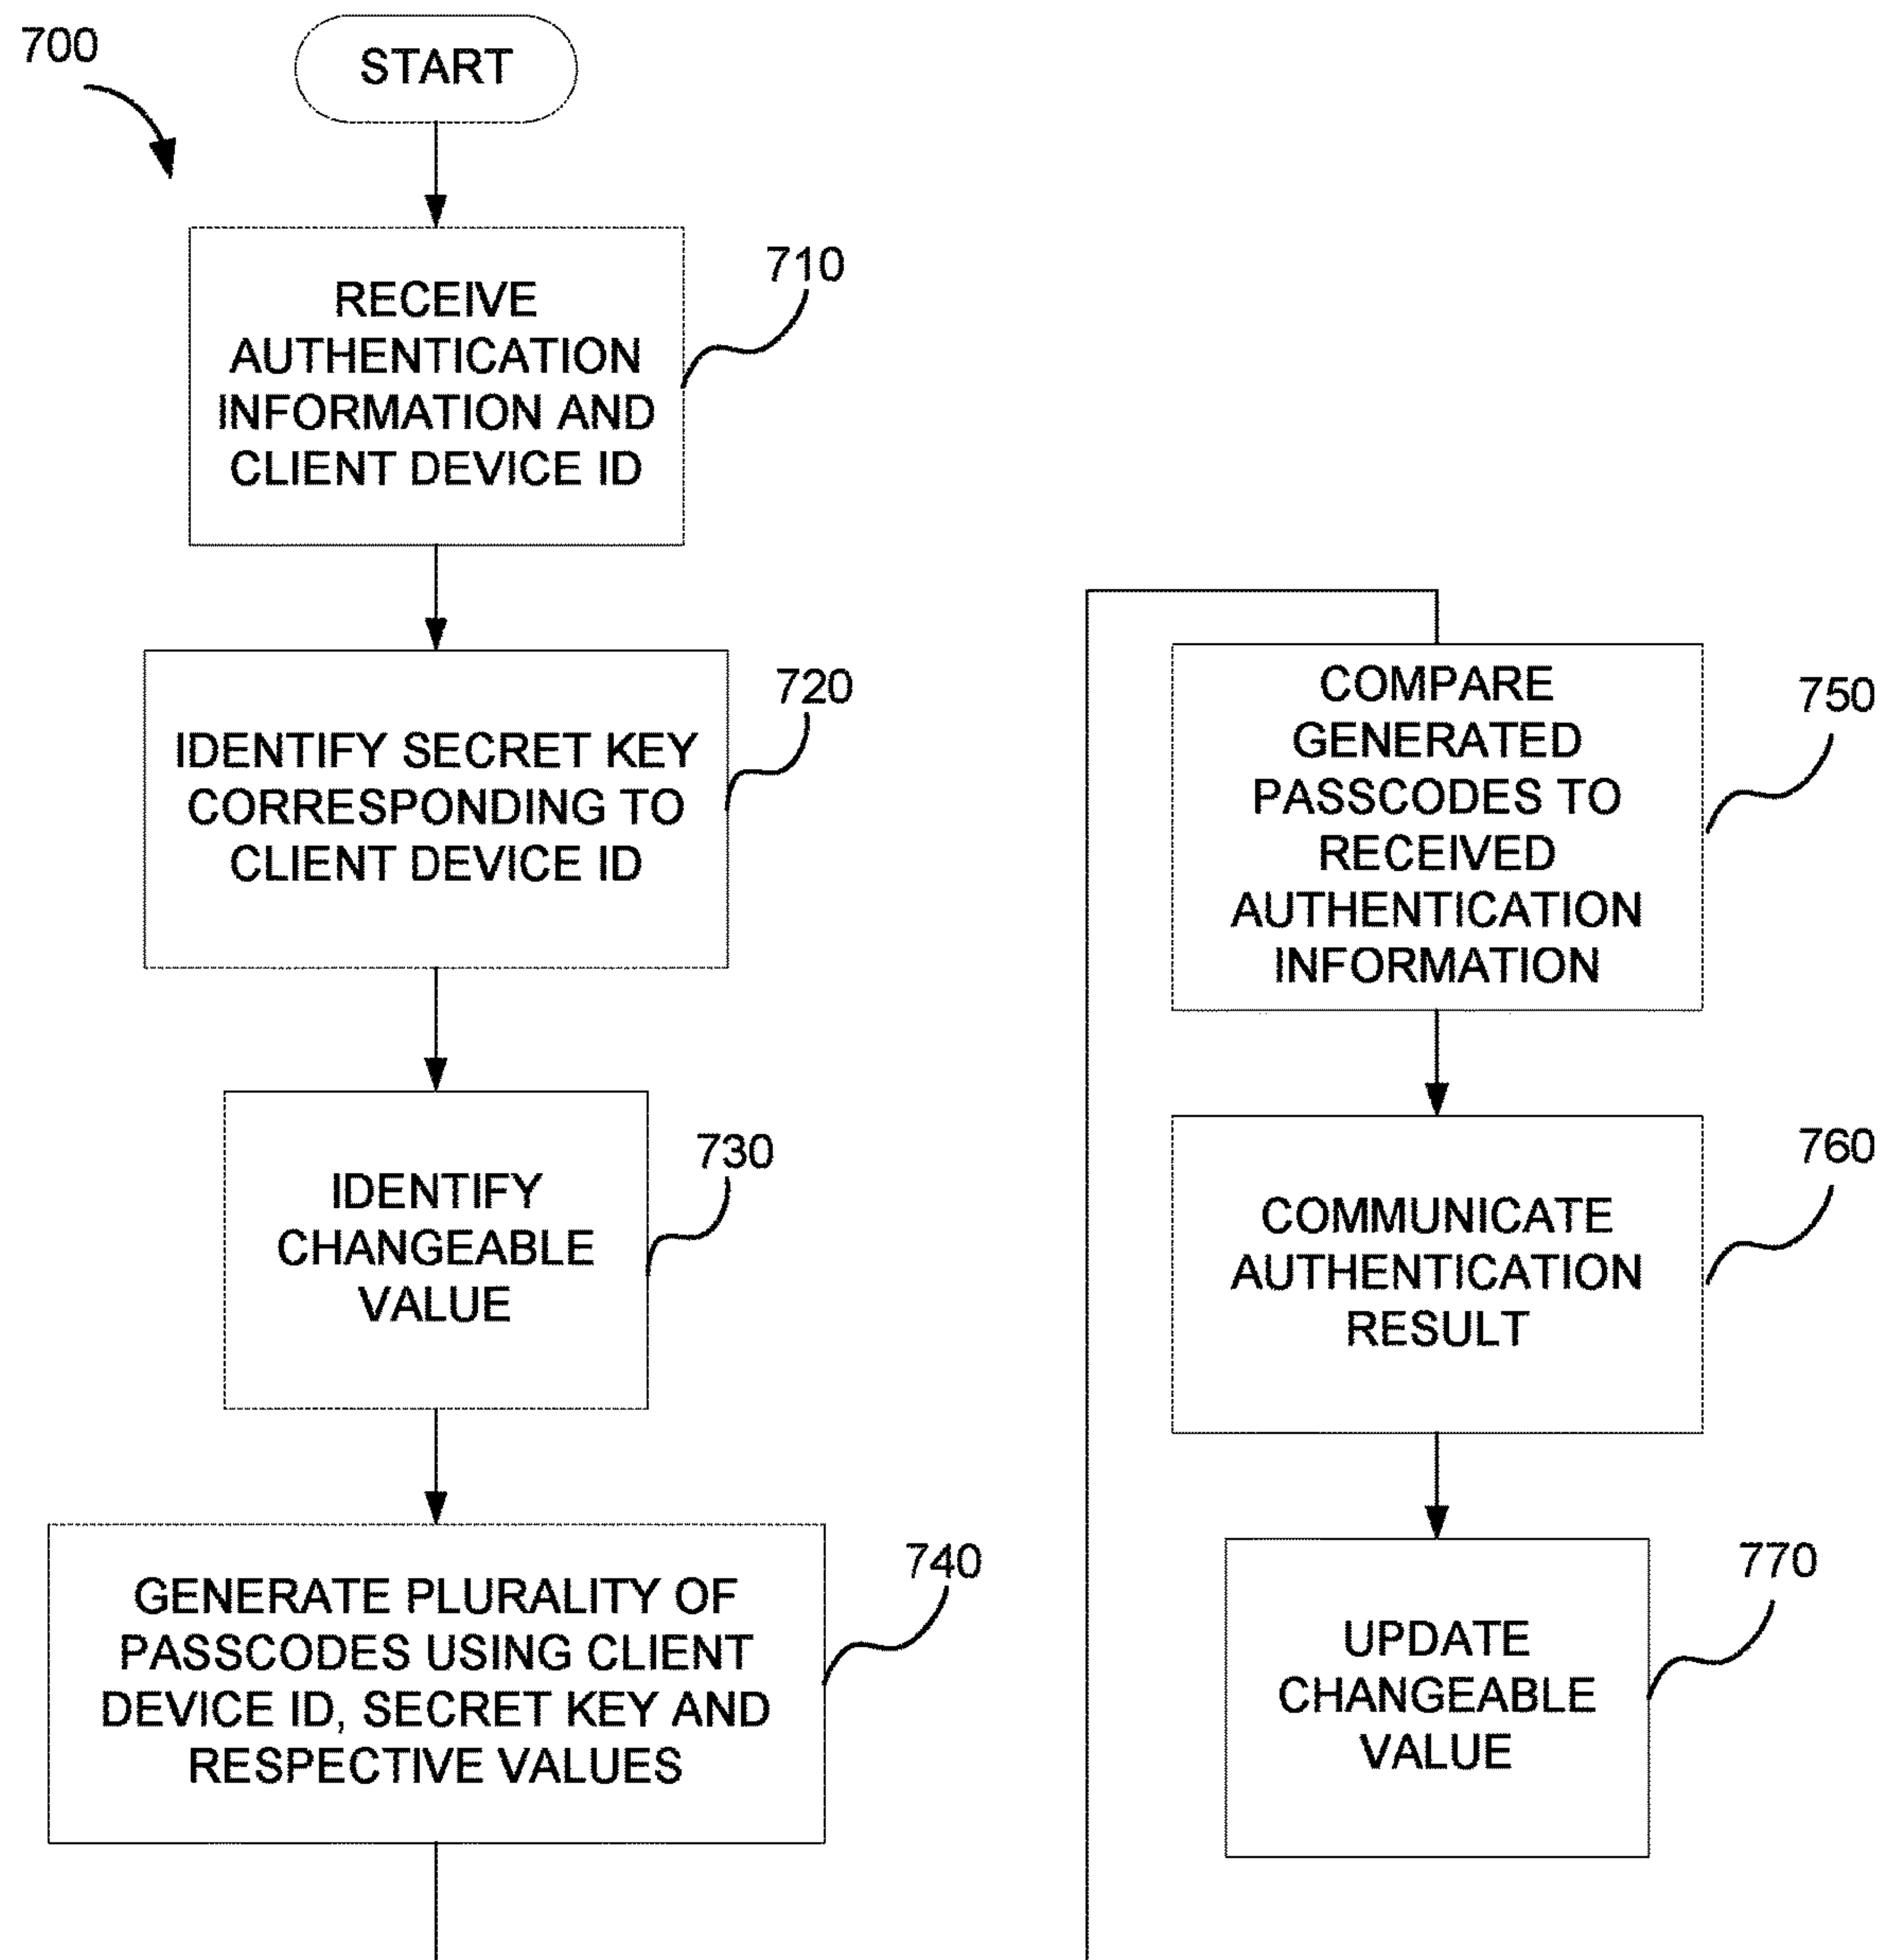 700
START
710
RECEIVE
AUTHENTICATION
INFORMATION AND
CLIENT DEVICE ID
720
IDENTIFY SECRET KEY
CORRESPONDING TO
CLIENT DEVICE ID
730
IDENTIFY
CHANGEABLE
VALUE
740
GENERATE PLURALITY OF
PASSCODES USING CLIENT
DEVICE ID, SECRET KEY AND
RESPECTIVE VALUES
750
COMPARE
GENERATED
PASSCODES TO
RECEIVED
AUTHENTICATION
INFORMATION
760
COMMUNICATE
AUTHENTICATION
RESULT
770
UPDATE
CHANGEABLE
VALUE